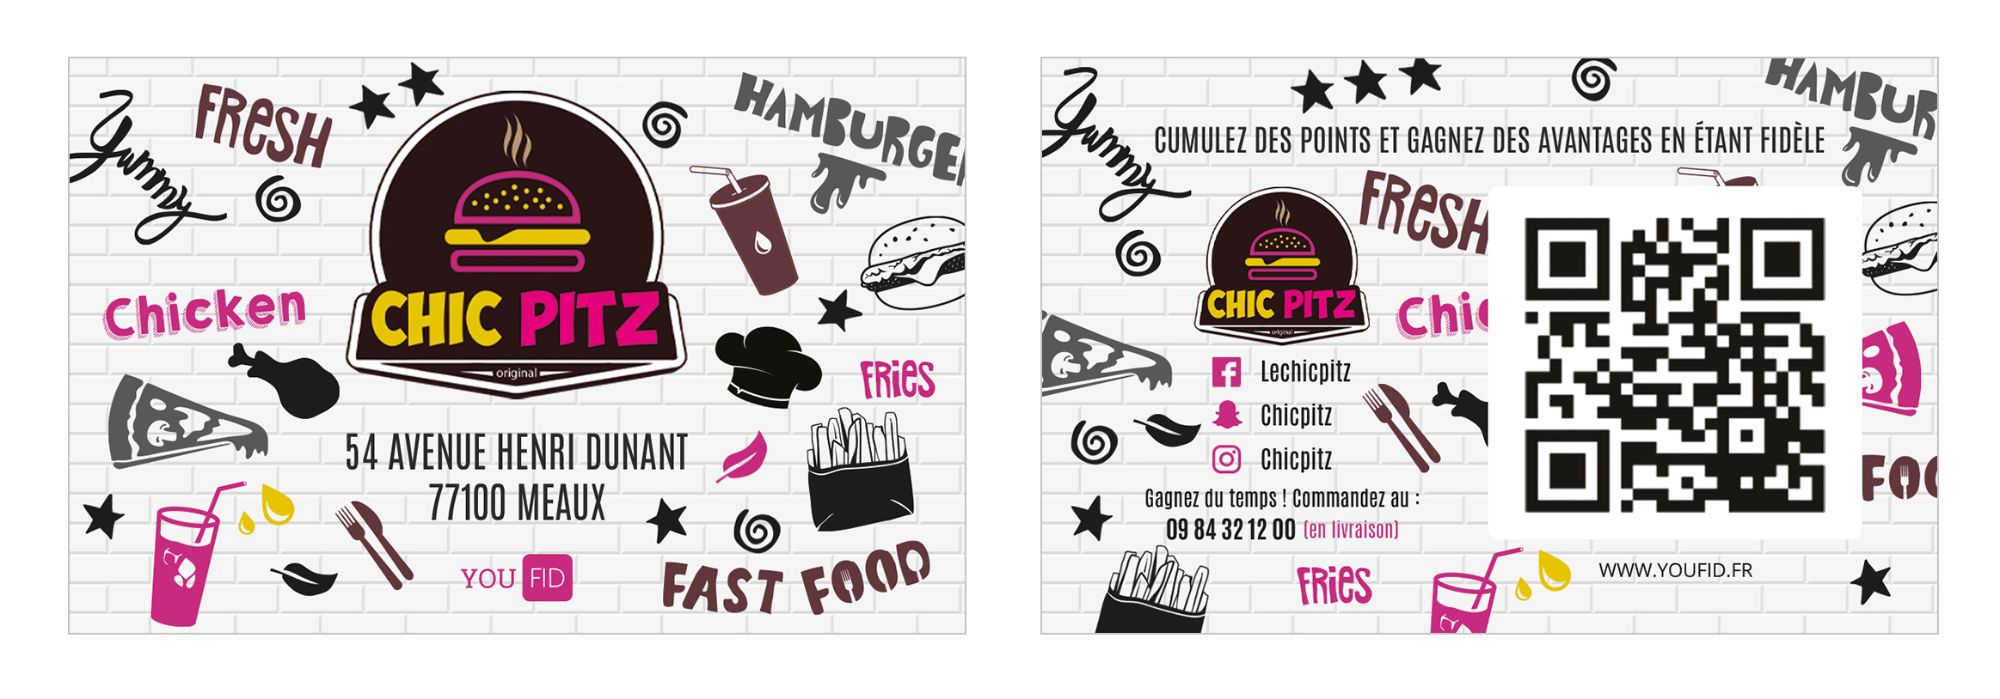 Yummy
FRESH
HAMBURGE
CHIC PITZ
original
Chicken
FRIES
54 AVENUE HENRI DUNANT
77100 MEAUX
YOU FID
FAST FOOD
Yummy
HAMBUR
CUMULEZ DES POINTS ET GAGNEZ DES AVANTAGES EN ÉTANT FIDÈLE
FRESH
CHIC PITZ
original
Chic
Lechicpitz
Chicpitz
Chicpitz
Gagnez du temps ! Commandez au :
09 84 32 12 00 (en livraison)
FOO
FRIES
WWW.YOUFID.FR